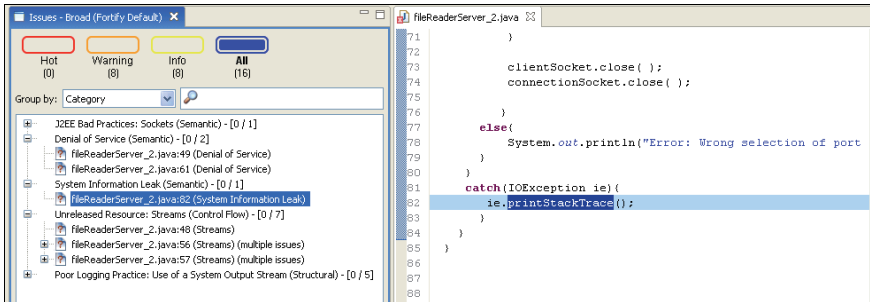 Issues - Broad (Fortify Default)
Hot
(0)
Warning
(8)
Info
(8)
All
(16)
Group by: Category
J2EE Bad Practices: Sockets (Semantic) - [0 / 1]
Denial of Service (Semantic) - [0 / 2]
fileReaderServer_2.java:49 (Denial of Service)
fileReaderServer_2.java:61 (Denial of Service)
System Information Leak (Semantic) - [0 / 1]
fileReaderServer_2.java:82 (System Information Leak)
Unreleased Resource: Streams (Control Flow) - [0 / 7]
fileReaderServer_2.java:48 (Streams)
fileReaderServer_2.java:56 (Streams) (multiple issues)
fileReaderServer_2.java:57 (Streams) (multiple issues)
Poor Logging Practice: Use of a System Output Stream (Structural) - [0 / 5]
fileReaderServer_2.java
71 }
72
73 clientSocket.close( );
74 connectionSocket.close( );
75
76 }
77 else{
78 System.out.println("Error: Wrong selection of port
79 }
80 }
81 catch(IOException ie){
82 ie.printStackTrace();
83 }
84 }
85 }
86
87
88